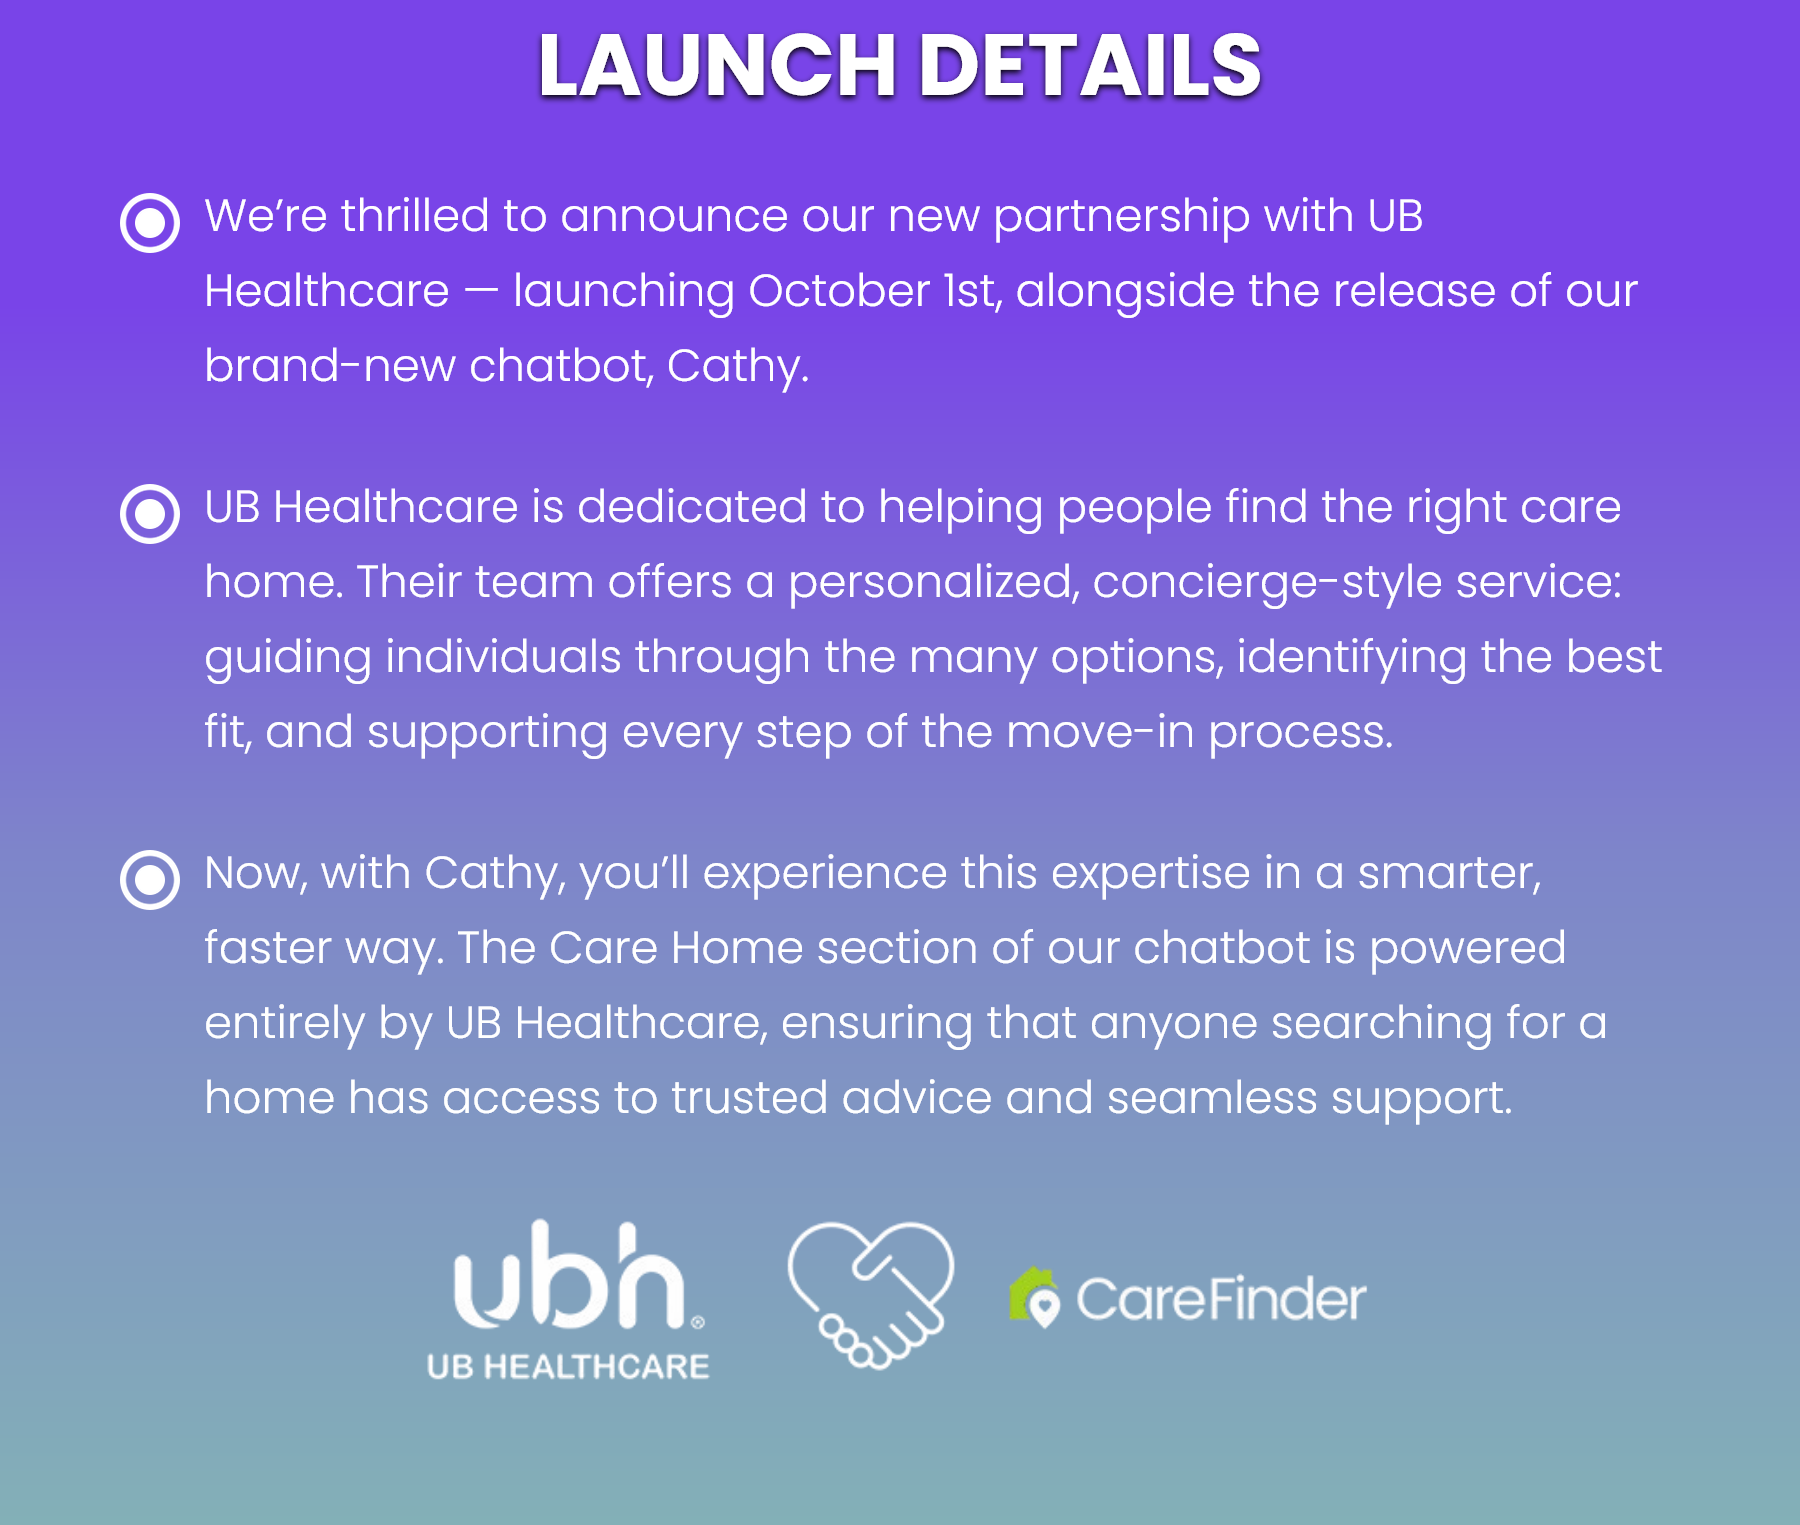 LAUNCH DETAILS
We’re thrilled to announce our new partnership with UB
Healthcare — launching October 1st, alongside the release of our
brand-new chatbot, Cathy.
UB Healthcare is dedicated to helping people find the right care
home. Their team offers a personalized, concierge-style service:
guiding individuals through the many options, identifying the best
fit, and supporting every step of the move-in process.
Now, with Cathy, you’ll experience this expertise in a smarter,
faster way. The Care Home section of our chatbot is powered
entirely by UB Healthcare, ensuring that anyone searching for a
home has access to trusted advice and seamless support.
ubh®
UB HEALTHCARE
CareFinder